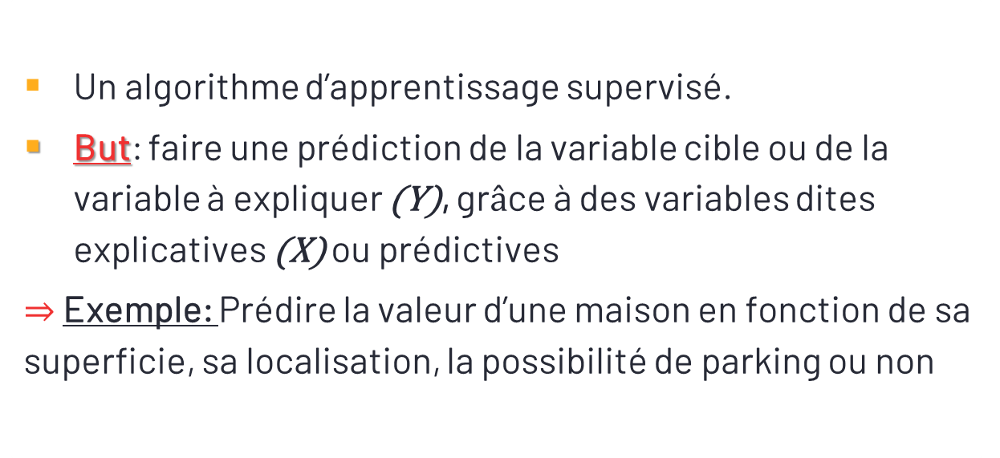 ▪ Un algorithme d’apprentissage supervisé.
▪ But: faire une prédiction de la variable cible ou de la
variable à expliquer (Y), grâce à des variables dites
explicatives (X) ou prédictives
⇒ Exemple: Prédire la valeur d’une maison en fonction de sa
superficie, sa localisation, la possibilité de parking ou non